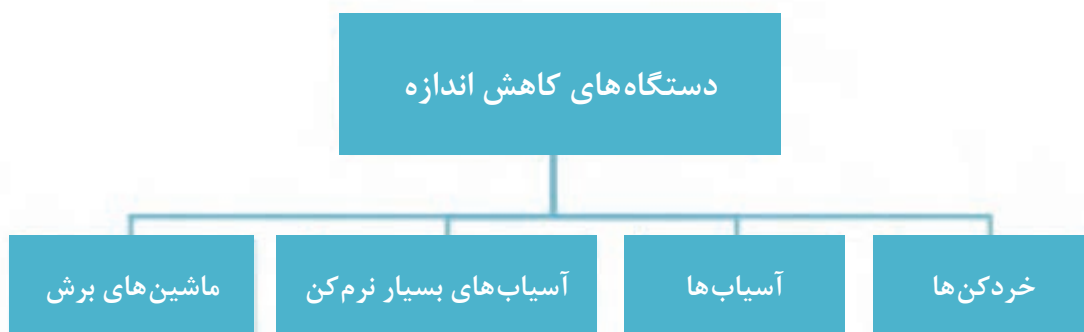 دستگاه‌های کاهش اندازه
خردکن‌ها
آسیاب‌ها
آسیاب‌های بسیار نرم‌کن
ماشین‌های برش